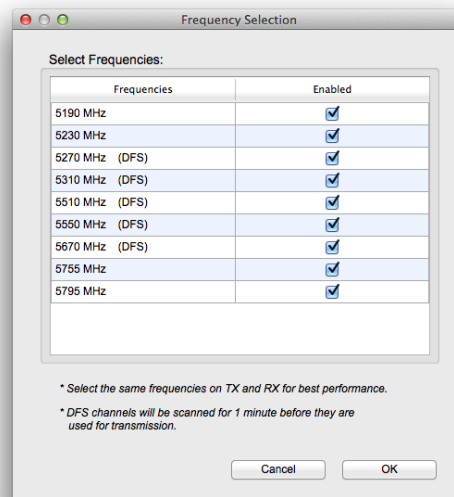 Frequency Selection
Select Frequencies:
Frequencies Enabled
5190 MHz
5230 MHz
5270 MHz (DFS)
5310 MHz (DFS)
5510 MHz (DFS)
5550 MHz (DFS)
5670 MHz (DFS)
5755 MHz
5795 MHz
* Select the same frequencies on TX and RX for best performance.
* DFS channels will be scanned for 1 minute before they are
used for transmission.
Cancel OK